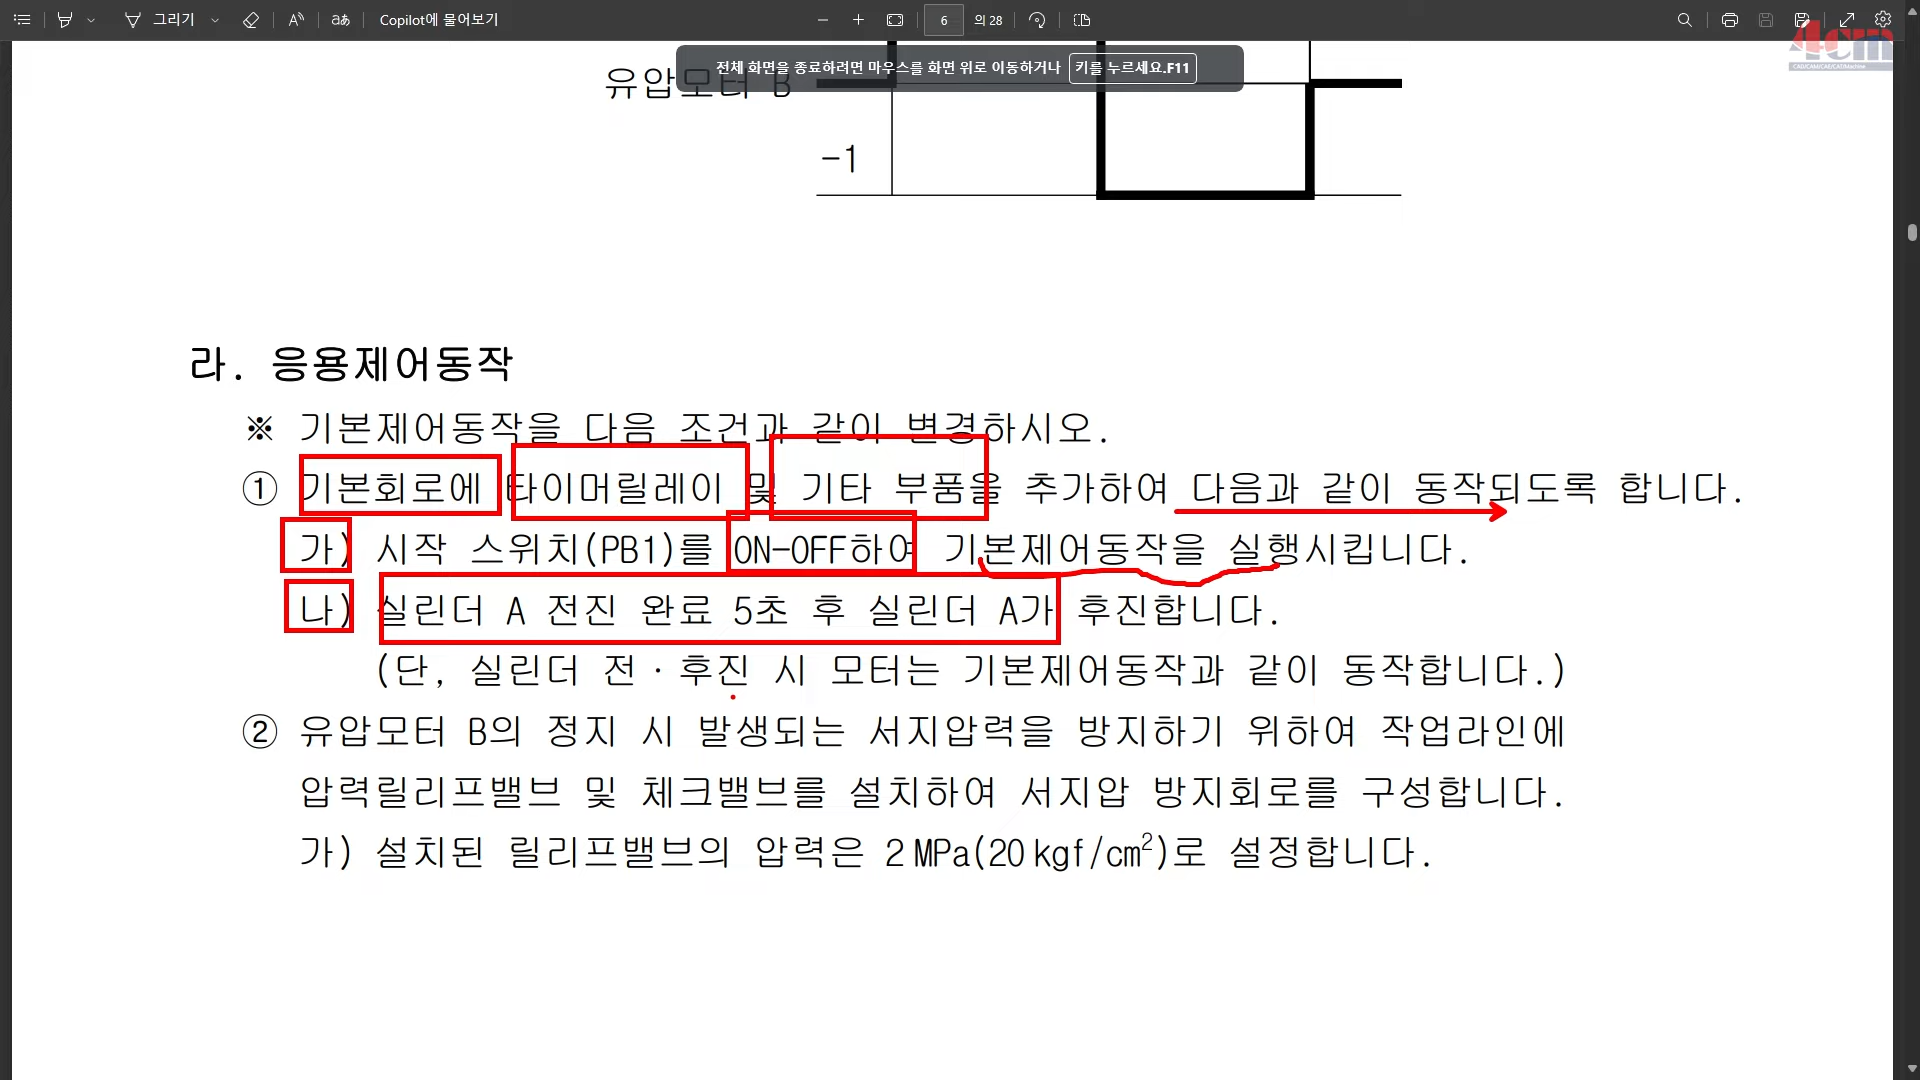 그리기
Copilot에 물어보기
6 의 28
4cm
CAD/CAM/CAE/CAT/Machine
전체 화면을 종료하려면 마우스를 화면 위로 이동하거나 키를 누르세요.F11
유압모터 B
-1
라. 응용제어동작
※ 기본제어동작을 다음 조건과 같이 변경하시오.
① 기본회로에 타이머릴레이 및 기타 부품을 추가하여 다음과 같이 동작되도록 합니다.
가) 시작 스위치(PB1)를 ON-OFF하여 기본제어동작을 실행시킵니다.
나) 실린더 A 전진 완료 5초 후 실린더 A가 후진합니다.
(단, 실린더 전·후진 시 모터는 기본제어동작과 같이 동작합니다.)
② 유압모터 B의 정지 시 발생되는 서지압력을 방지하기 위하여 작업라인에
압력릴리프밸브 및 체크밸브를 설치하여 서지압 방지회로를 구성합니다.
가) 설치된 릴리프밸브의 압력은 2 MPa(20 kgf/cm²)로 설정합니다.